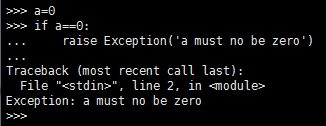 >>> a=0
>>> if a==0:
...     raise Exception('a must no be zero')
...
Traceback (most recent call last):
  File "<stdin>", line 2, in <module>
Exception: a must no be zero
>>>